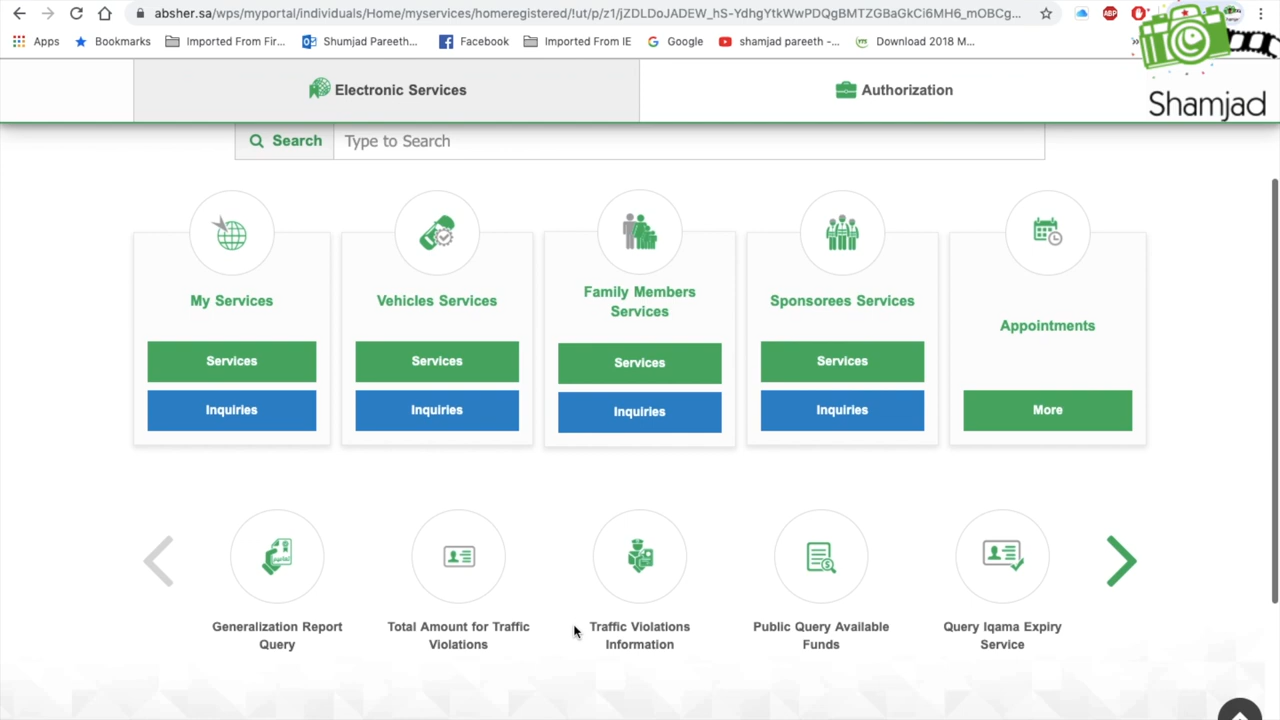 absher.sa/wps/myportal/individuals/Home/myservices/homeregistered/!ut/p/z1/jZDLDoJADEW_hS-YdhgYtkWwPDQgBMTZGBaGkCi6MH6_mOBCg...
ABP
Apps Bookmarks Imported From Fir... Shumjad Pareeth... Facebook Imported From IE Google shamjad pareeth -... Download 2018 M... »
Shamjad
Electronic Services Authorization
Search Type to Search
My Services Vehicles Services Family Members Services Sponsorees Services Appointments
Services Services Services Services
Inquiries Inquiries Inquiries Inquiries More
Generalization Report Total Amount for Traffic Traffic Violations Public Query Available Query Iqama Expiry
Query Violations Information Funds Service